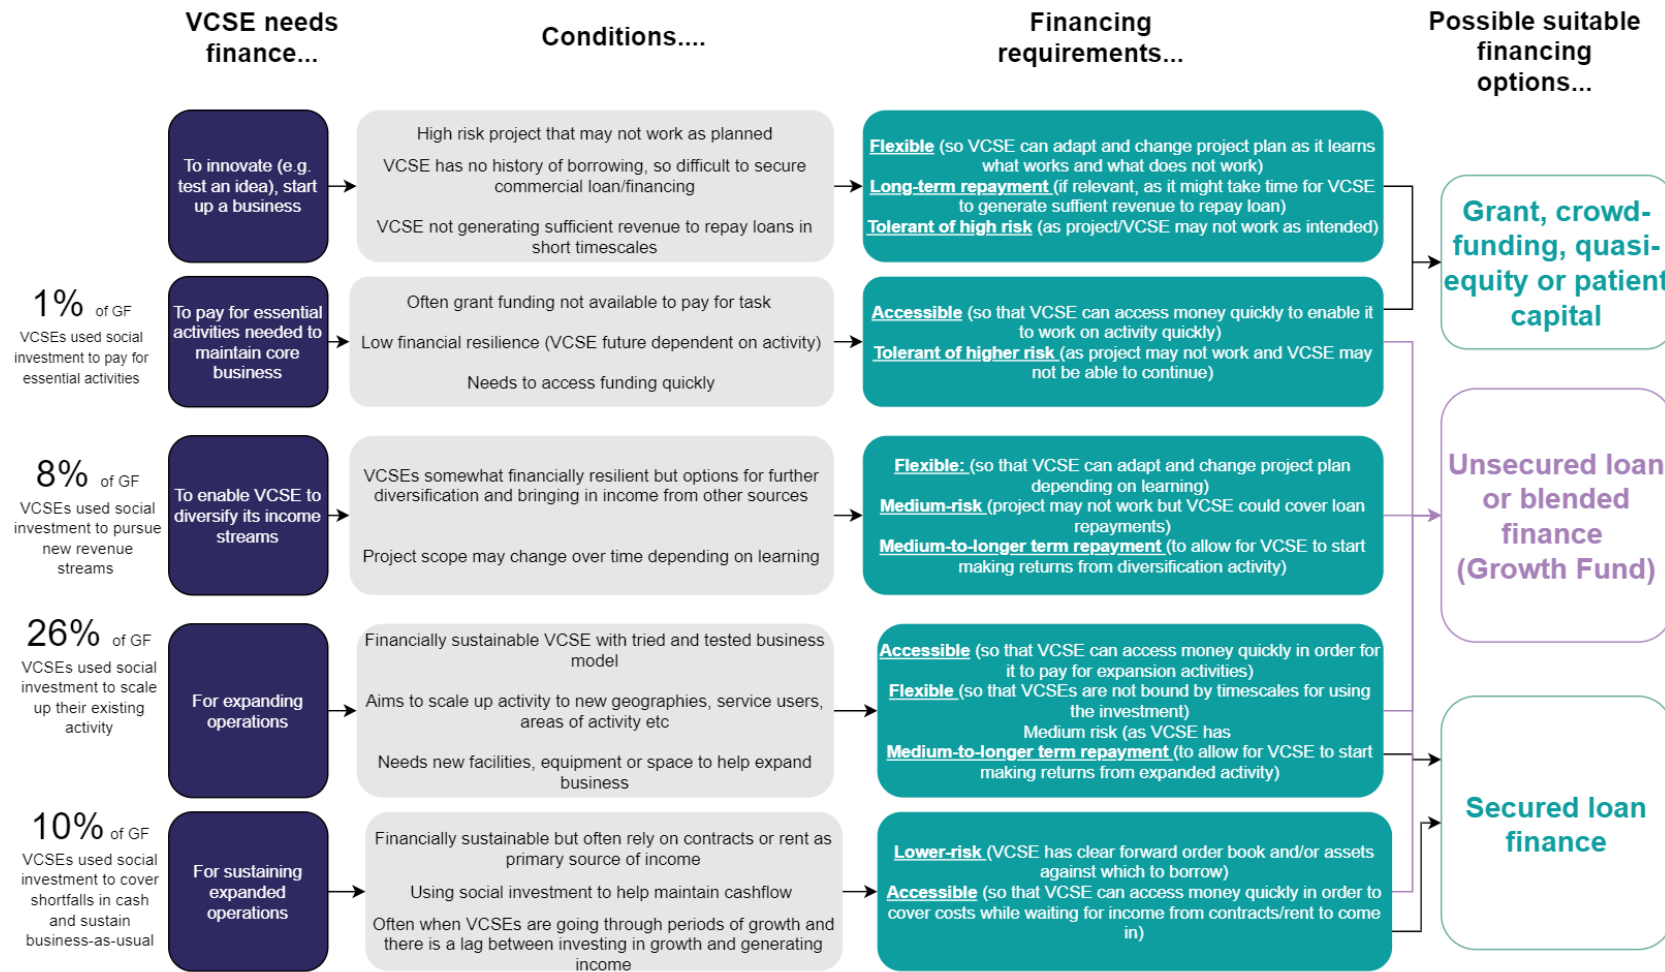 VCSE needs
finance...
Conditions....
Financing
requirements...
Possible suitable
financing
options...
To innovate (e.g.
test an idea), start
up a business
High risk project that may not work as planned
VCSE has no history of borrowing, so difficult to secure
commercial loan/financing
VCSE not generating sufficient revenue to repay loans in
short timescales
Flexible (so VCSE can adapt and change project plan as it learns
what works and what does not work)
Long-term repayment (if relevant, as it might take time for VCSE
to generate suffient revenue to repay loan)
Tolerant of high risk (as project/VCSE may not work as intended)
Grant, crowd-
funding, quasi-
equity or patient
capital
1% of GF
VCSEs used social
investment to pay for
essential activities
To pay for essential
activities needed to
maintain core
business
Often grant funding not available to pay for task
Low financial resilience (VCSE future dependent on activity)
Needs to access funding quickly
Accessible (so that VCSE can access money quickly to enable it
to work on activity quickly)
Tolerant of higher risk (as project may not work and VCSE may
not be able to continue)
8% of GF
VCSEs used social
investment to pursue
new revenue
streams
To enable VCSE to
diversify its income
streams
VCSEs somewhat financially resilient but options for further
diversification and bringing in income from other sources
Project scope may change over time depending on learning
Flexible: (so that VCSE can adapt and change project plan
depending on learning)
Medium-risk (project may not work but VCSE could cover loan
repayments)
Medium-to-longer term repayment (to allow for VCSE to start
making returns from diversification activity)
Unsecured loan
or blended
finance
(Growth Fund)
26% of GF
VCSEs used social
investment to scale
up their existing
activity
For expanding
operations
Financially sustainable VCSE with tried and tested business
model
Aims to scale up activity to new geographies, service users,
areas of activity etc
Needs new facilities, equipment or space to help expand
business
Accessible (so that VCSE can access money quickly in order for
it to pay for expansion activities)
Flexible (so that VCSEs are not bound by timescales for using
the investment)
Medium risk (as VCSE has
Medium-to-longer term repayment (to allow for VCSE to start
making returns from expanded activity)
Secured loan
finance
10% of GF
VCSEs used social
investment to cover
shortfalls in cash
and sustain
business-as-usual
For sustaining
expanded
operations
Financially sustainable but often rely on contracts or rent as
primary source of income
Using social investment to help maintain cashflow
Often when VCSEs are going through periods of growth and
there is a lag between investing in growth and generating
income
Lower-risk (VCSE has clear forward order book and/or assets
against which to borrow)
Accessible (so that VCSE can access money quickly in order to
cover costs while waiting for income from contracts/rent to come
in)